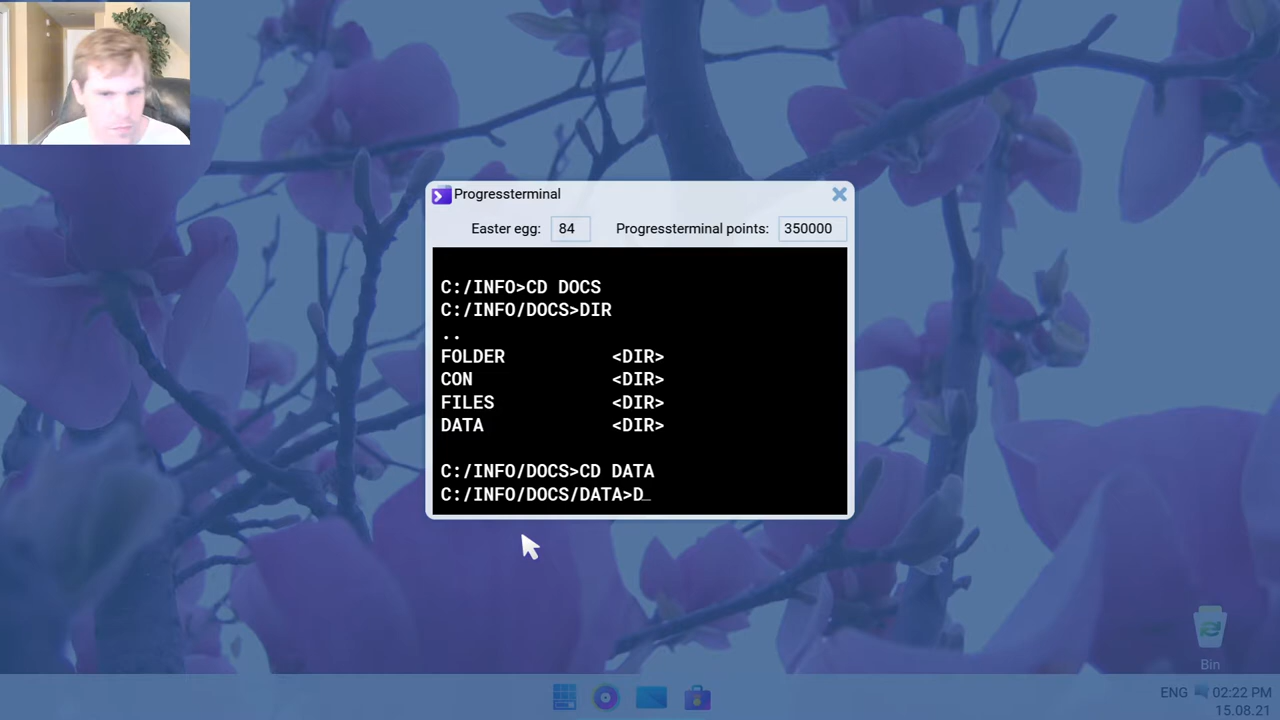 Progressterminal
Easter egg: 84 Progressterminal points: 350000
C:/INFO>CD DOCS
C:/INFO/DOCS>DIR
..
FOLDER <DIR>
CON <DIR>
FILES <DIR>
DATA <DIR>
C:/INFO/DOCS>CD DATA
C:/INFO/DOCS/DATA>D_
Bin
ENG 02:22 PM
15.08.21